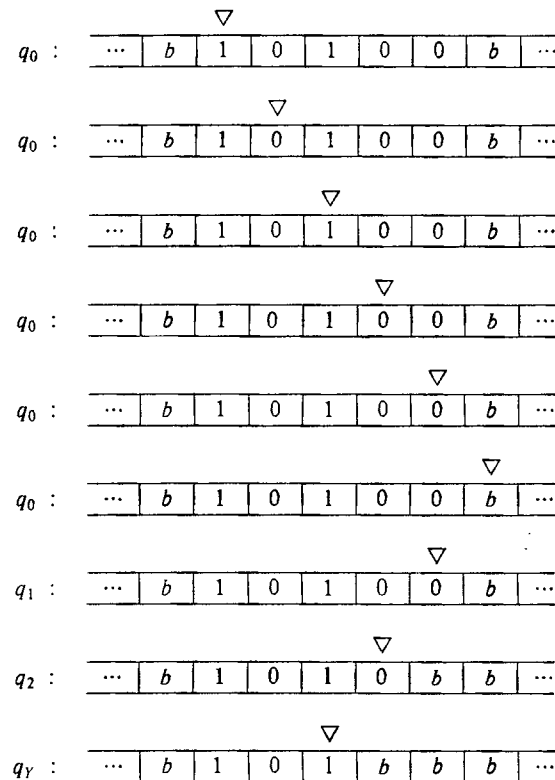 q₀ : ··· b 1 0 1 0 0 b ···
q₀ : ··· b 1 0 1 0 0 b ···
q₀ : ··· b 1 0 1 0 0 b ···
q₀ : ··· b 1 0 1 0 0 b ···
q₀ : ··· b 1 0 1 0 0 b ···
q₀ : ··· b 1 0 1 0 0 b ···
q₁ : ··· b 1 0 1 0 0 b ···
q₂ : ··· b 1 0 1 0 b b ···
q_Y : ··· b 1 0 1 b b b ···